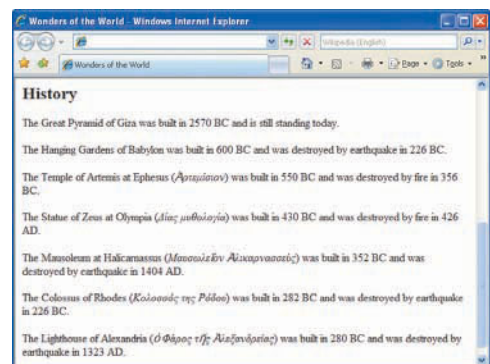 Wonders of the World - Windows Internet Explorer
Wikipedia (English)
Wonders of the World
Page
Tools
History
The Great Pyramid of Giza was built in 2570 BC and is still standing today.
The Hanging Gardens of Babylon was built in 600 BC and was destroyed by earthquake in 226 BC.
The Temple of Artemis at Ephesus (Ἀρτεμίσιον) was built in 550 BC and was destroyed by fire in 356
BC.
The Statue of Zeus at Olympia (Δίας μυθολογία) was built in 430 BC and was destroyed by fire in 426
AD.
The Mausoleum at Halicarnassus (Μαυσωλεῖον Ἁλικαρνασσεύς) was built in 352 BC and was
destroyed by earthquake in 1404 AD.
The Colossus of Rhodes (Κολοσσός της Ρόδου) was built in 282 BC and was destroyed by earthquake
in 226 BC.
The Lighthouse of Alexandria (ὁ Φάρος τῆς Ἀλεξανδρείας) was built in 280 BC and was destroyed by
earthquake in 1323 AD.